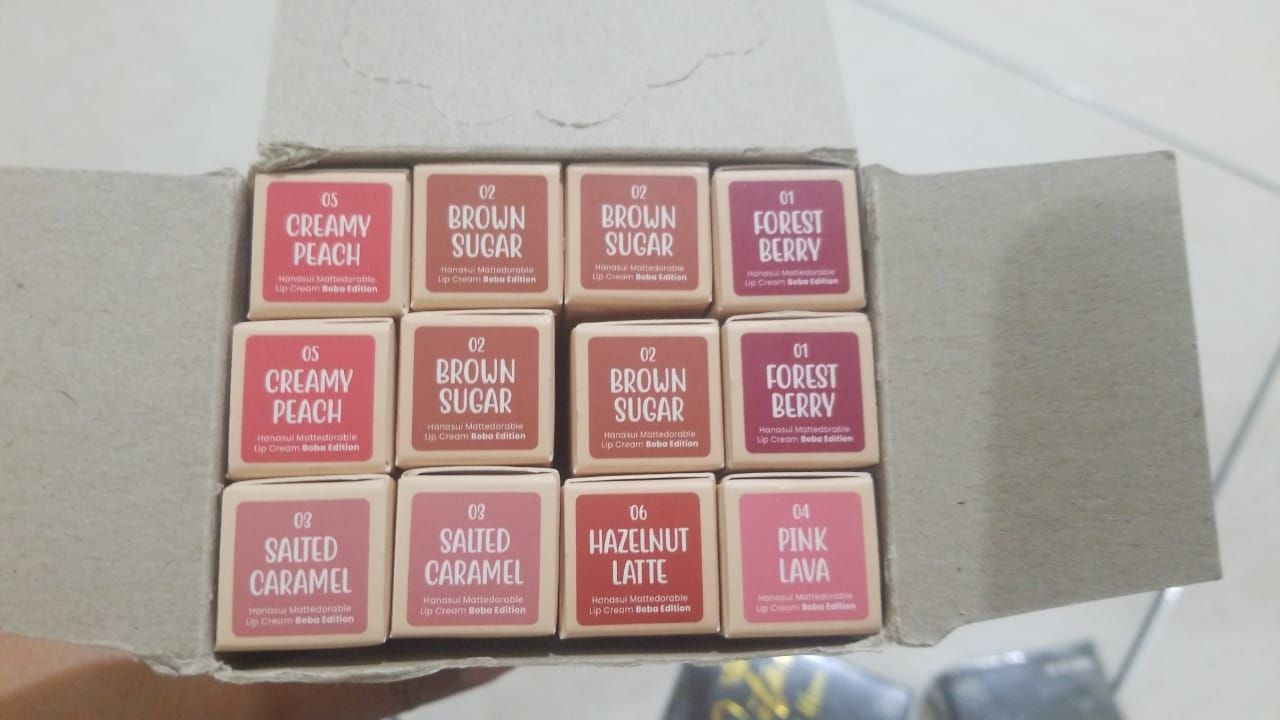 05
CREAMY
PEACH
Hanasui Mattedorable
Lip Cream Boba Edition
02
BROWN
SUGAR
Hanasui Mattedorable
Lip Cream Boba Edition
02
BROWN
SUGAR
Hanasui Mattedorable
Lip Cream Boba Edition
01
FOREST
BERRY
Hanasui Mattedorable
Lip Cream Boba Edition
05
CREAMY
PEACH
Hanasui Mattedorable
Lip Cream Boba Edition
02
BROWN
SUGAR
Hanasui Mattedorable
Lip Cream Boba Edition
02
BROWN
SUGAR
Hanasui Mattedorable
Lip Cream Boba Edition
01
FOREST
BERRY
Hanasui Mattedorable
Lip Cream Boba Edition
03
SALTED
CARAMEL
Hanasui Mattedorable
Lip Cream Boba Edition
03
SALTED
CARAMEL
Hanasui Mattedorable
Lip Cream Boba Edition
06
HAZELNUT
LATTE
Hanasui Mattedorable
Lip Cream Boba Edition
04
PINK
LAVA
Hanasui Mattedorable
Lip Cream Boba Edition